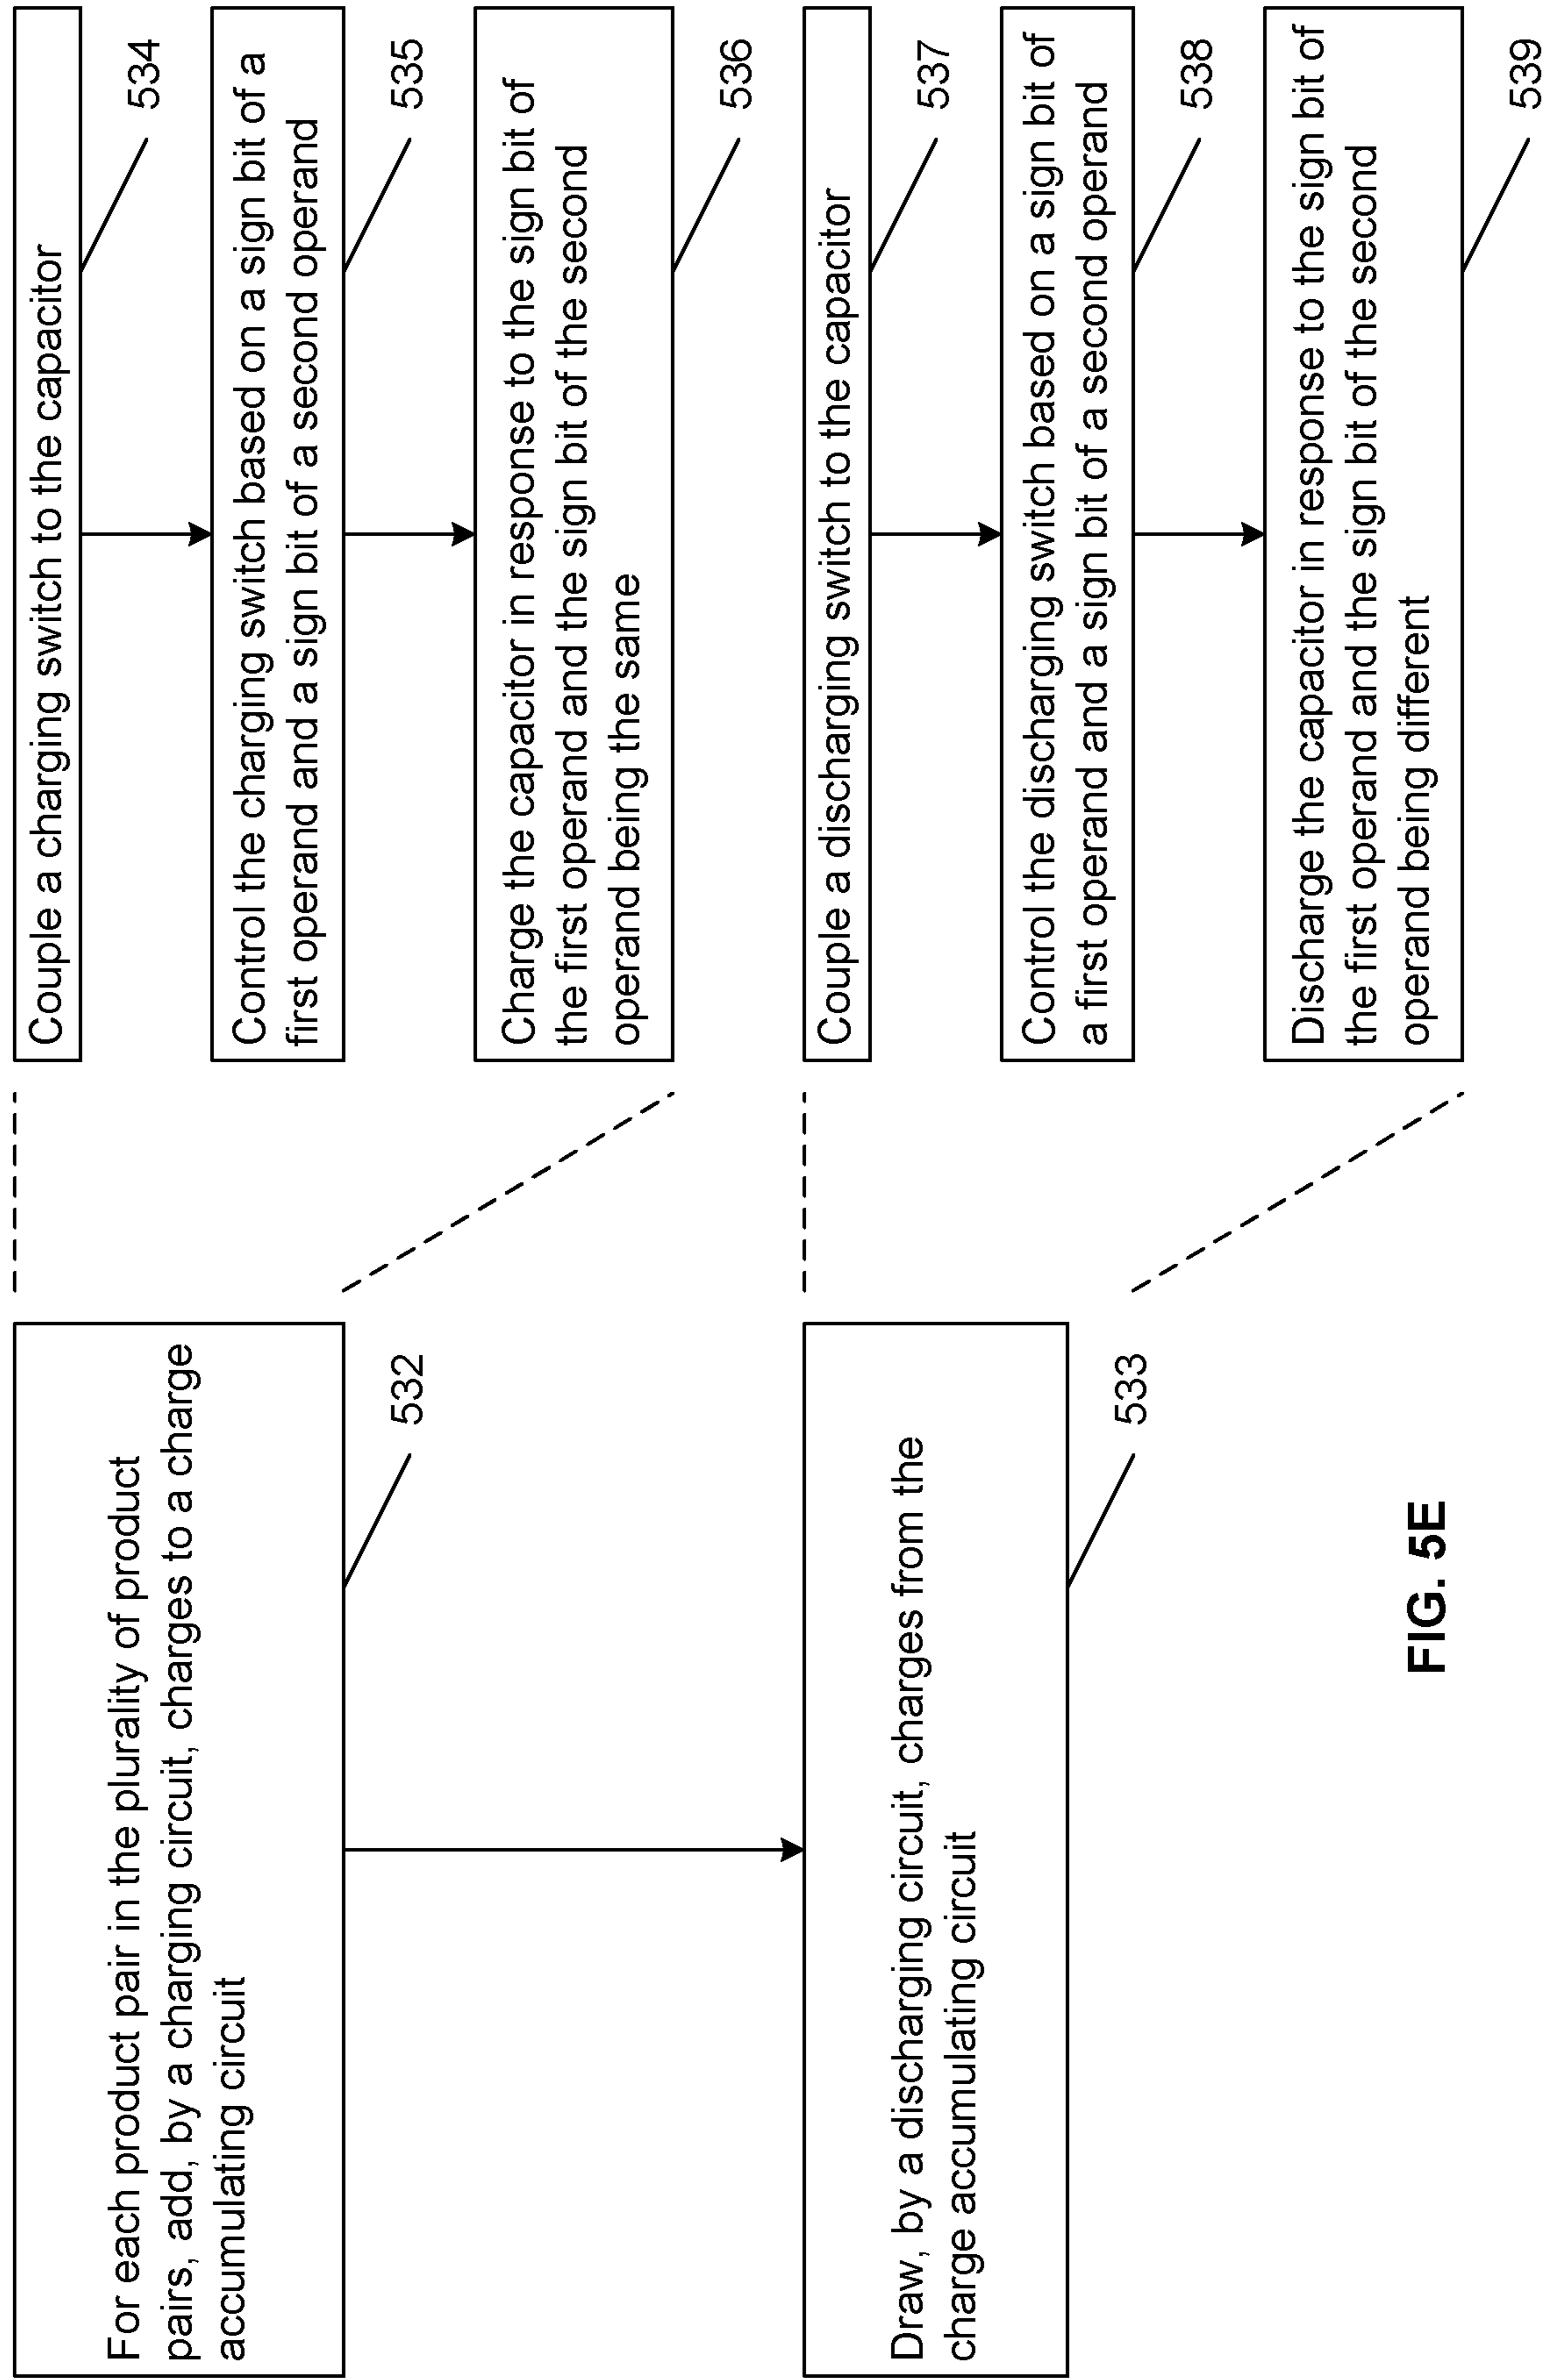 For each product pair in the plurality of product
pairs, add, by a charging circuit, charges to a charge
accumulating circuit
532
Couple a charging switch to the capacitor
534
Control the charging switch based on a sign bit of a
first operand and a sign bit of a second operand
535
Charge the capacitor in response to the sign bit of
the first operand and the sign bit of the second
operand being the same
536
Draw, by a discharging circuit, charges from the
charge accumulating circuit
533
Couple a discharging switch to the capacitor
537
Control the discharging switch based on a sign bit of
a first operand and a sign bit of a second operand
538
Discharge the capacitor in response to the sign bit of
the first operand and the sign bit of the second
operand being different
539
FIG. 5E